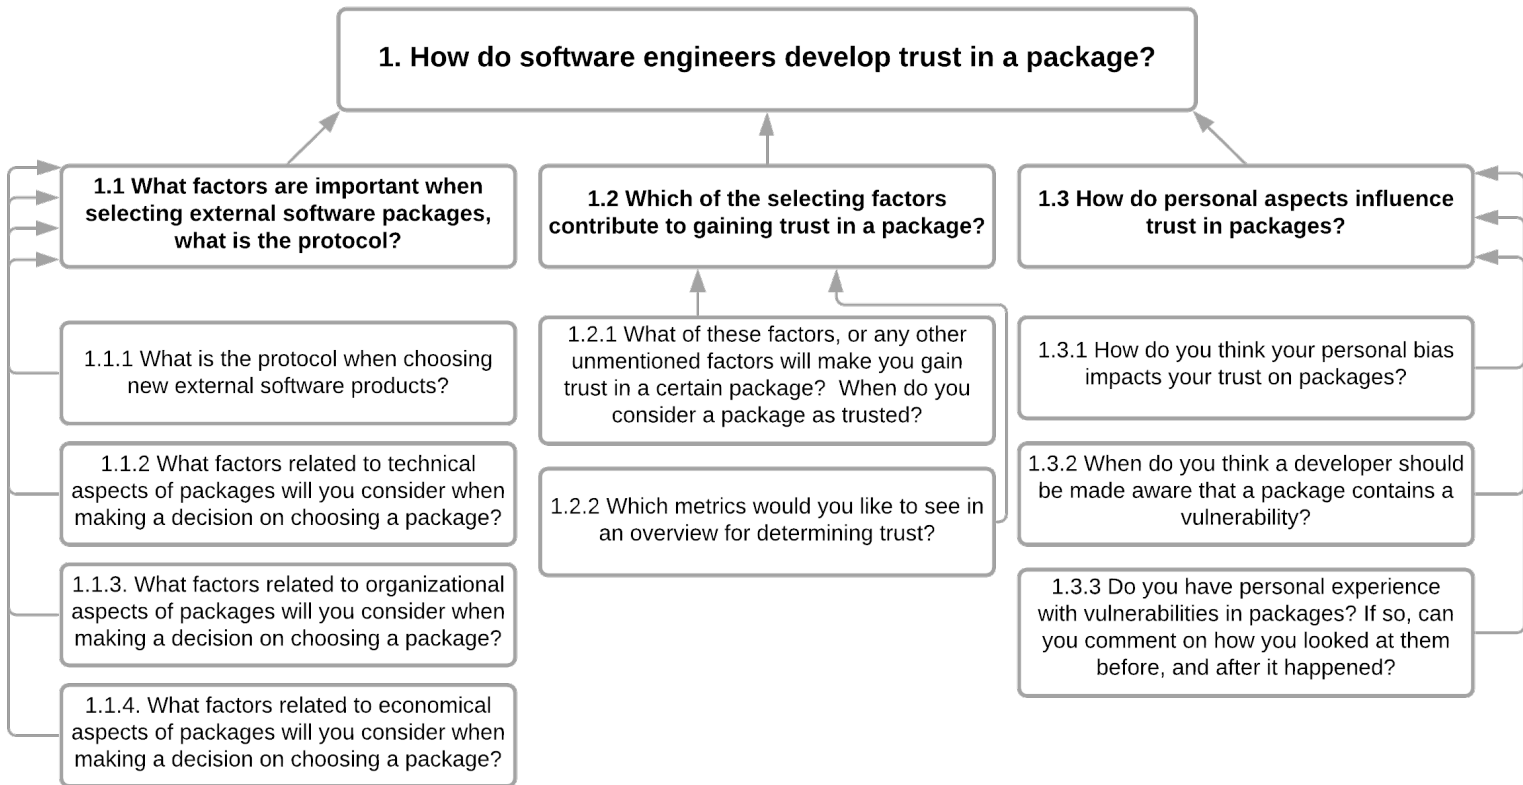 1. How do software engineers develop trust in a package?
1.1 What factors are important when
selecting external software packages,
what is the protocol?
1.1.1 What is the protocol when choosing
new external software products?
1.1.2 What factors related to technical
aspects of packages will you consider when
making a decision on choosing a package?
1.1.3. What factors related to organizational
aspects of packages will you consider when
making a decision on choosing a package?
1.1.4. What factors related to economical
aspects of packages will you consider when
making a decision on choosing a package?
1.2 Which of the selecting factors
contribute to gaining trust in a package?
1.2.1 What of these factors, or any other
unmentioned factors will make you gain
trust in a certain package?  When do you
consider a package as trusted?
1.2.2 Which metrics would you like to see in
an overview for determining trust?
1.3 How do personal aspects influence
trust in packages?
1.3.1 How do you think your personal bias
impacts your trust on packages?
1.3.2 When do you think a developer should
be made aware that a package contains a
vulnerability?
1.3.3 Do you have personal experience
with vulnerabilities in packages? If so, can
you comment on how you looked at them
before, and after it happened?